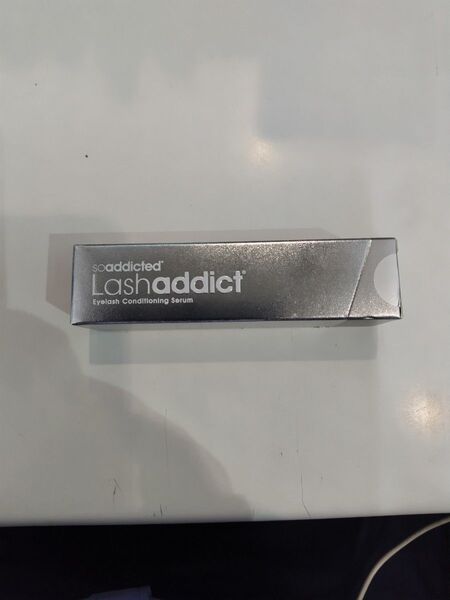 soaddicted®
Lashaddict®
Eyelash Conditioning Serum